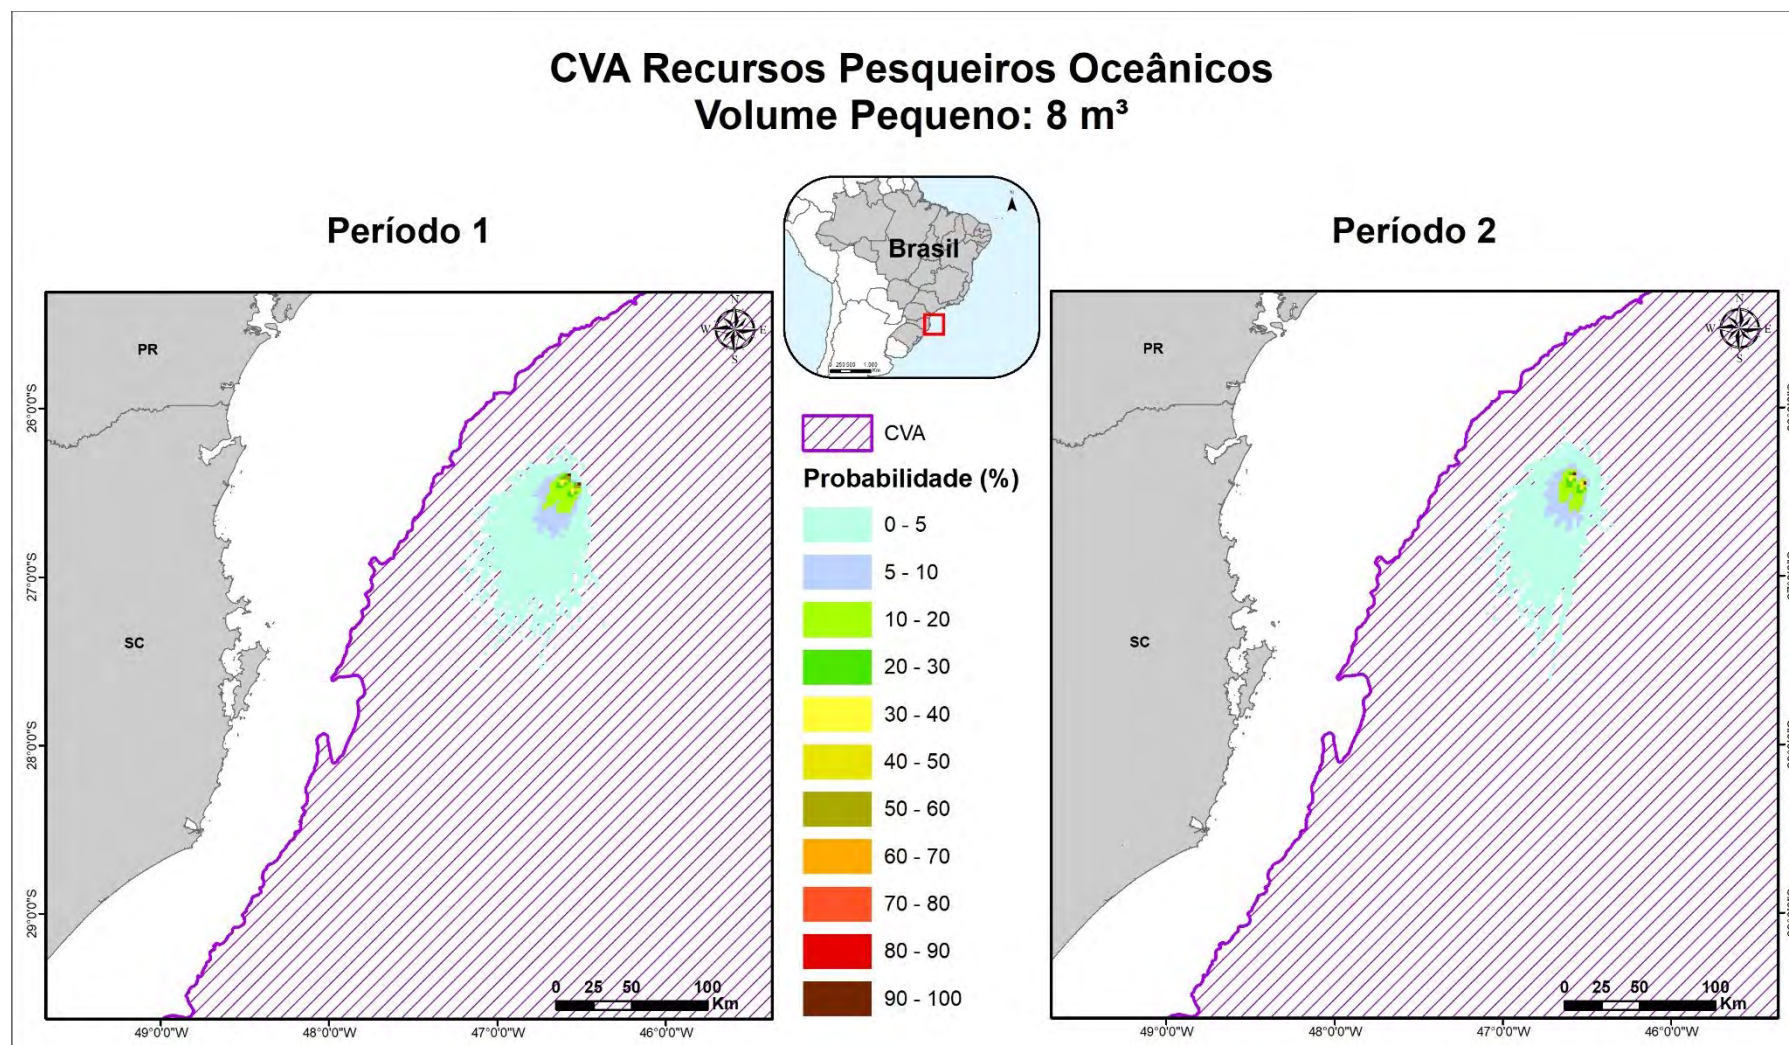 CVA Recursos Pesqueiros Oceânicos
Volume Pequeno: 8 m³
Período 1
Período 2
Brasil
N
CVA
Probabilidade (%)
0 - 5
5 - 10
10 - 20
20 - 30
30 - 40
40 - 50
50 - 60
60 - 70
70 - 80
80 - 90
90 - 100
PR
SC
N
W E
S
26°0'0"S
27°0'0"S
28°0'0"S
29°0'0"S
49°0'0"W
48°0'0"W
47°0'0"W
46°0'0"W
0 25 50 100
Km
PR
SC
N
W E
S
49°0'0"W
48°0'0"W
47°0'0"W
46°0'0"W
0 25 50 100
Km